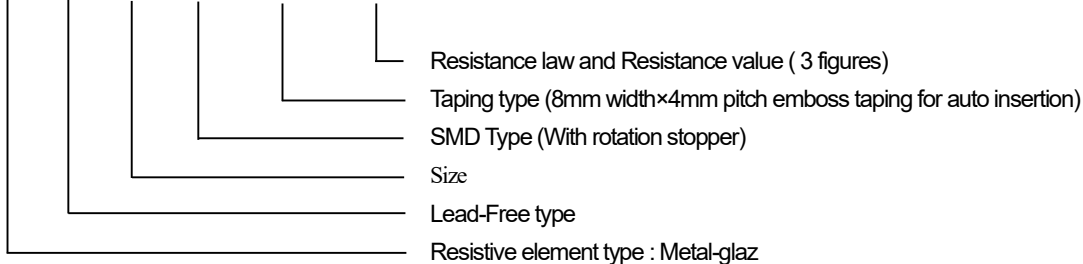 Resistance law and Resistance value ( 3 figures)
Taping type (8mm width×4mm pitch emboss taping for auto insertion)
SMD Type (With rotation stopper)
Size
Lead-Free type
Resistive element type : Metal-glaz